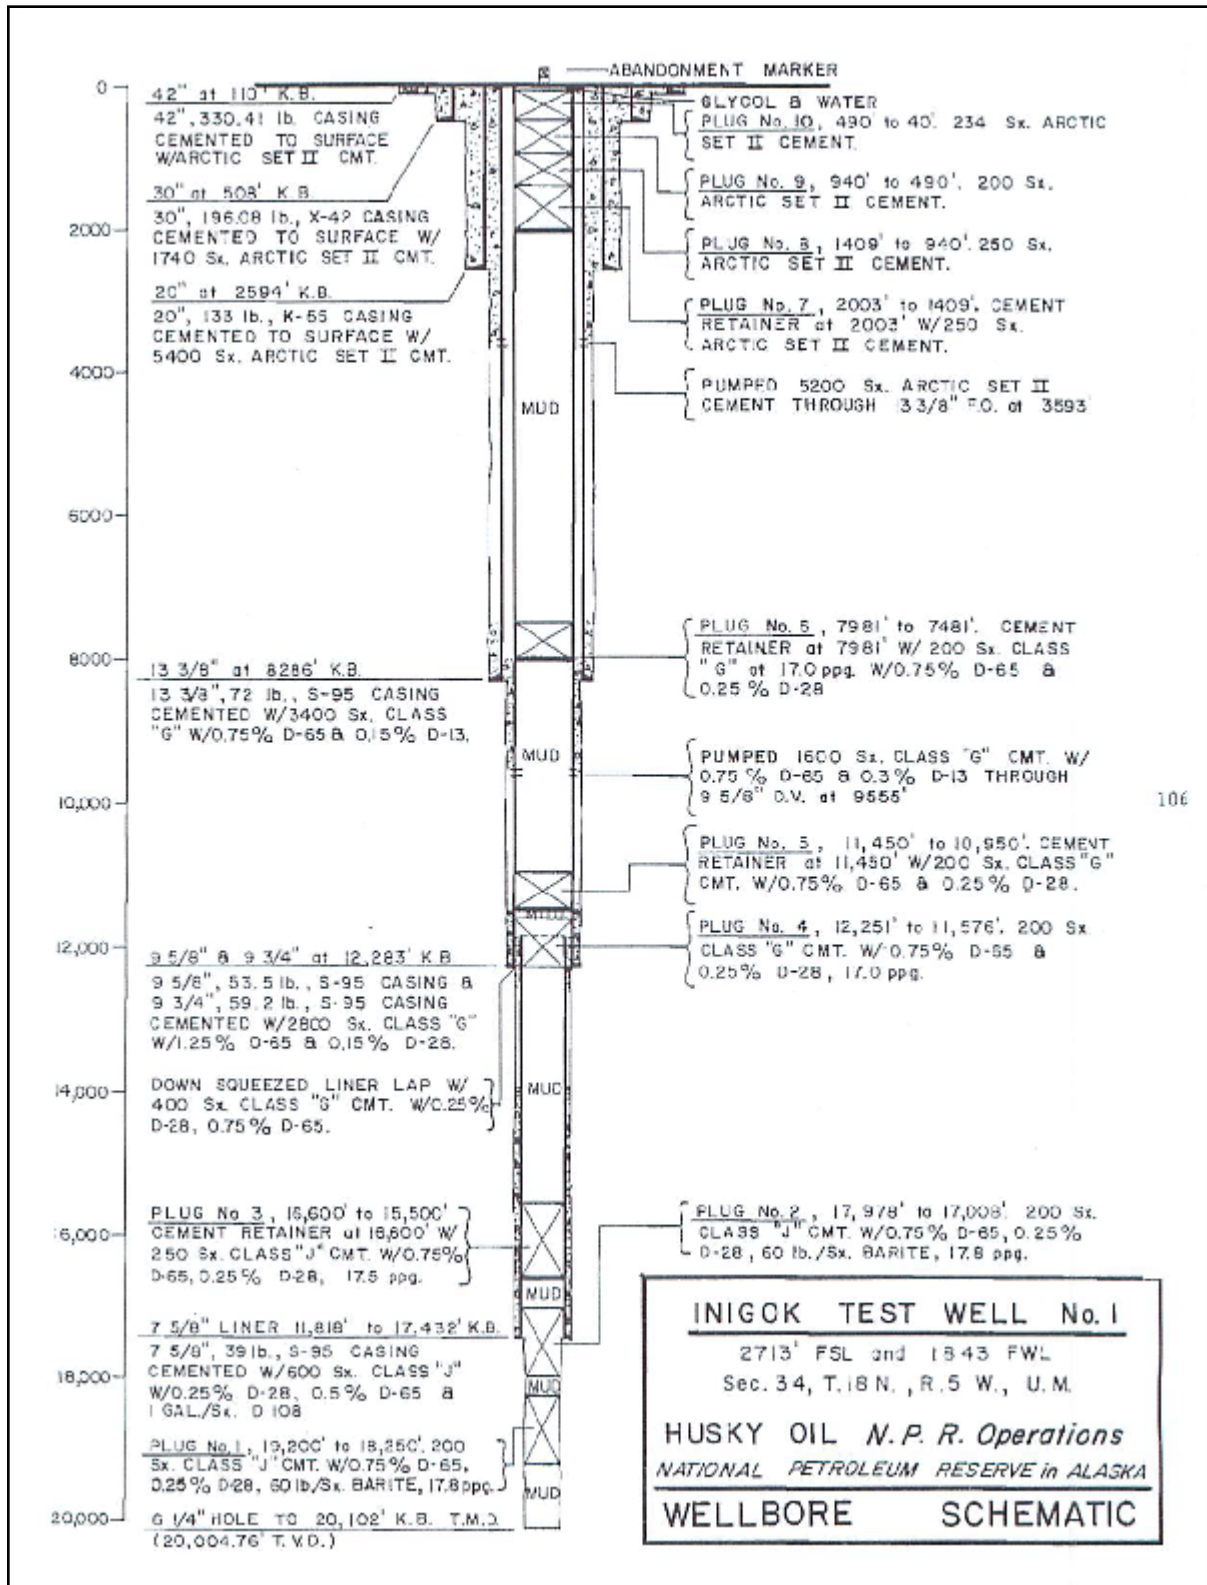 ABANDONMENT MARKER
0
42" at 110' K.B.
42", 330.41 lb. CASING
CEMENTED TO SURFACE
W/ARCTIC SET II CMT.
30" at 508' K.B.
30", 196.08 lb., X-42 CASING
CEMENTED TO SURFACE W/
1740 Sx. ARCTIC SET II CMT.
2000
20" at 2594' K.B.
20", 133 lb., K-55 CASING
CEMENTED TO SURFACE W/
5400 Sx. ARCTIC SET II CMT.
4000
6000
8000
13 3/8" at 8286' K.B.
13 3/8", 72 lb., S-95 CASING
CEMENTED W/3400 Sx. CLASS
"G" W/0.75% D-65 & 0.15% D-13.
10,000
12,000
9 5/8" & 9 3/4" at 12,283' K.B
9 5/8", 53.5 lb., S-95 CASING &
9 3/4", 59.2 lb., S-95 CASING
CEMENTED W/2800 Sx. CLASS "G"
W/1.25% D-65 & 0.15% D-28.
DOWN SQUEEZED LINER LAP W/
400 Sx. CLASS "G" CMT. W/0.25%
D-28, 0.75% D-65.
14,000
PLUG No 3, 16,600' to 15,500'
CEMENT RETAINER at 16,600' W/
250 Sx. CLASS "J" CMT. W/0.75%
D-65, 0.25% D-28, 17.5 ppg.
16,000
7 5/8" LINER 11,818' to 17,432' K.B.
7 5/8", 39 lb., S-95 CASING
CEMENTED W/600 Sx. CLASS "J"
W/0.25% D-28, 0.5% D-65 &
1 GAL./Sx. D 108
18,000
PLUG No. 1, 19,200' to 18,250'. 200
Sx. CLASS "J" CMT. W/0.75% D-65,
0.25% D-28, 60 lb/Sx. BARITE, 17.8 ppg.
20,000
6 1/4" HOLE TO 20,102' K.B. T.M.D.
(20,004.76' T.V.D.)
MUD
MUD
MUD
MUD
MUD
MUD
MUD
GLYCOL & WATER
PLUG No. 10, 490' to 40'. 234 Sx. ARCTIC
SET II CEMENT.
PLUG No. 9, 940' to 490'. 200 Sx.
ARCTIC SET II CEMENT.
PLUG No. 8, 1409' to 940'. 250 Sx.
ARCTIC SET II CEMENT.
PLUG No. 7, 2003' to 1409'. CEMENT
RETAINER at 2003' W/250 Sx.
ARCTIC SET II CEMENT.
PUMPED 5200 Sx. ARCTIC SET II
CEMENT THROUGH 13 3/8" F.O. at 3593'
PLUG No. 6, 7981' to 7481'. CEMENT
RETAINER at 7981' W/ 200 Sx. CLASS
"G" at 17.0 ppg. W/0.75% D-65 &
0.25% D-28
PUMPED 1600 Sx. CLASS "G" CMT. W/
0.75% D-65 & 0.3% D-13 THROUGH
9 5/8" D.V. at 9555'
106
PLUG No. 5, 11,450' to 10,950'. CEMENT
RETAINER at 11,450' W/200 Sx. CLASS "G"
CMT. W/0.75% D-65 & 0.25% D-28.
PLUG No. 4, 12,251' to 11,576'. 200 Sx
CLASS "G" CMT. W/0.75% D-65 &
0.25% D-28, 17.0 ppg.
PLUG No. 2, 17,978' to 17,008'. 200 Sx.
CLASS "J" CMT. W/0.75% D-65, 0.25%
D-28, 60 lb./Sx. BARITE, 17.8 ppg.
INIGOK TEST WELL No. 1
2713' FSL and 1843 FWL
Sec. 34, T.18 N., R.5 W., U.M.
HUSKY OIL N. P. R. Operations
NATIONAL PETROLEUM RESERVE in ALASKA
WELLBORE SCHEMATIC